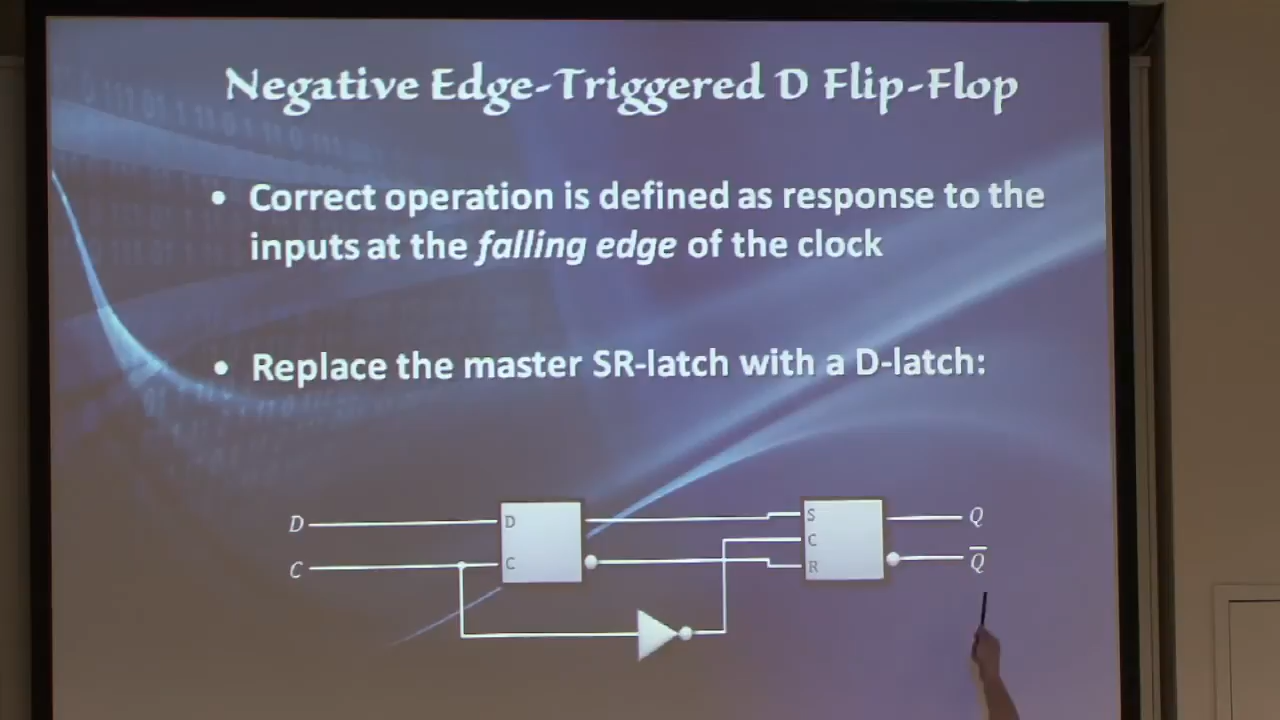 Negative Edge-Triggered D Flip-Flop
• Correct operation is defined as response to the
inputs at the falling edge of the clock
• Replace the master SR-latch with a D-latch:
D
D
S
Q
C
C
C
R
Q̅